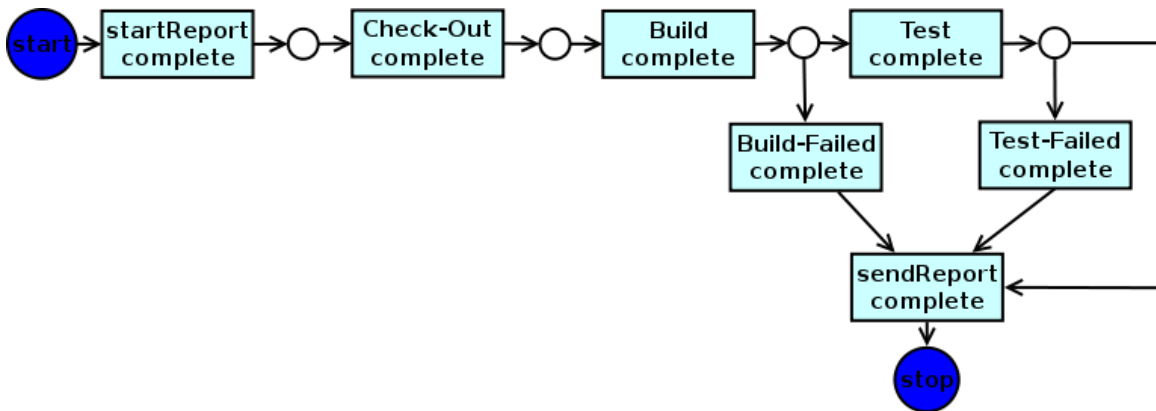 start
startReport
complete
Check-Out
complete
Build
complete
Test
complete
Build-Failed
complete
Test-Failed
complete
sendReport
complete
stop